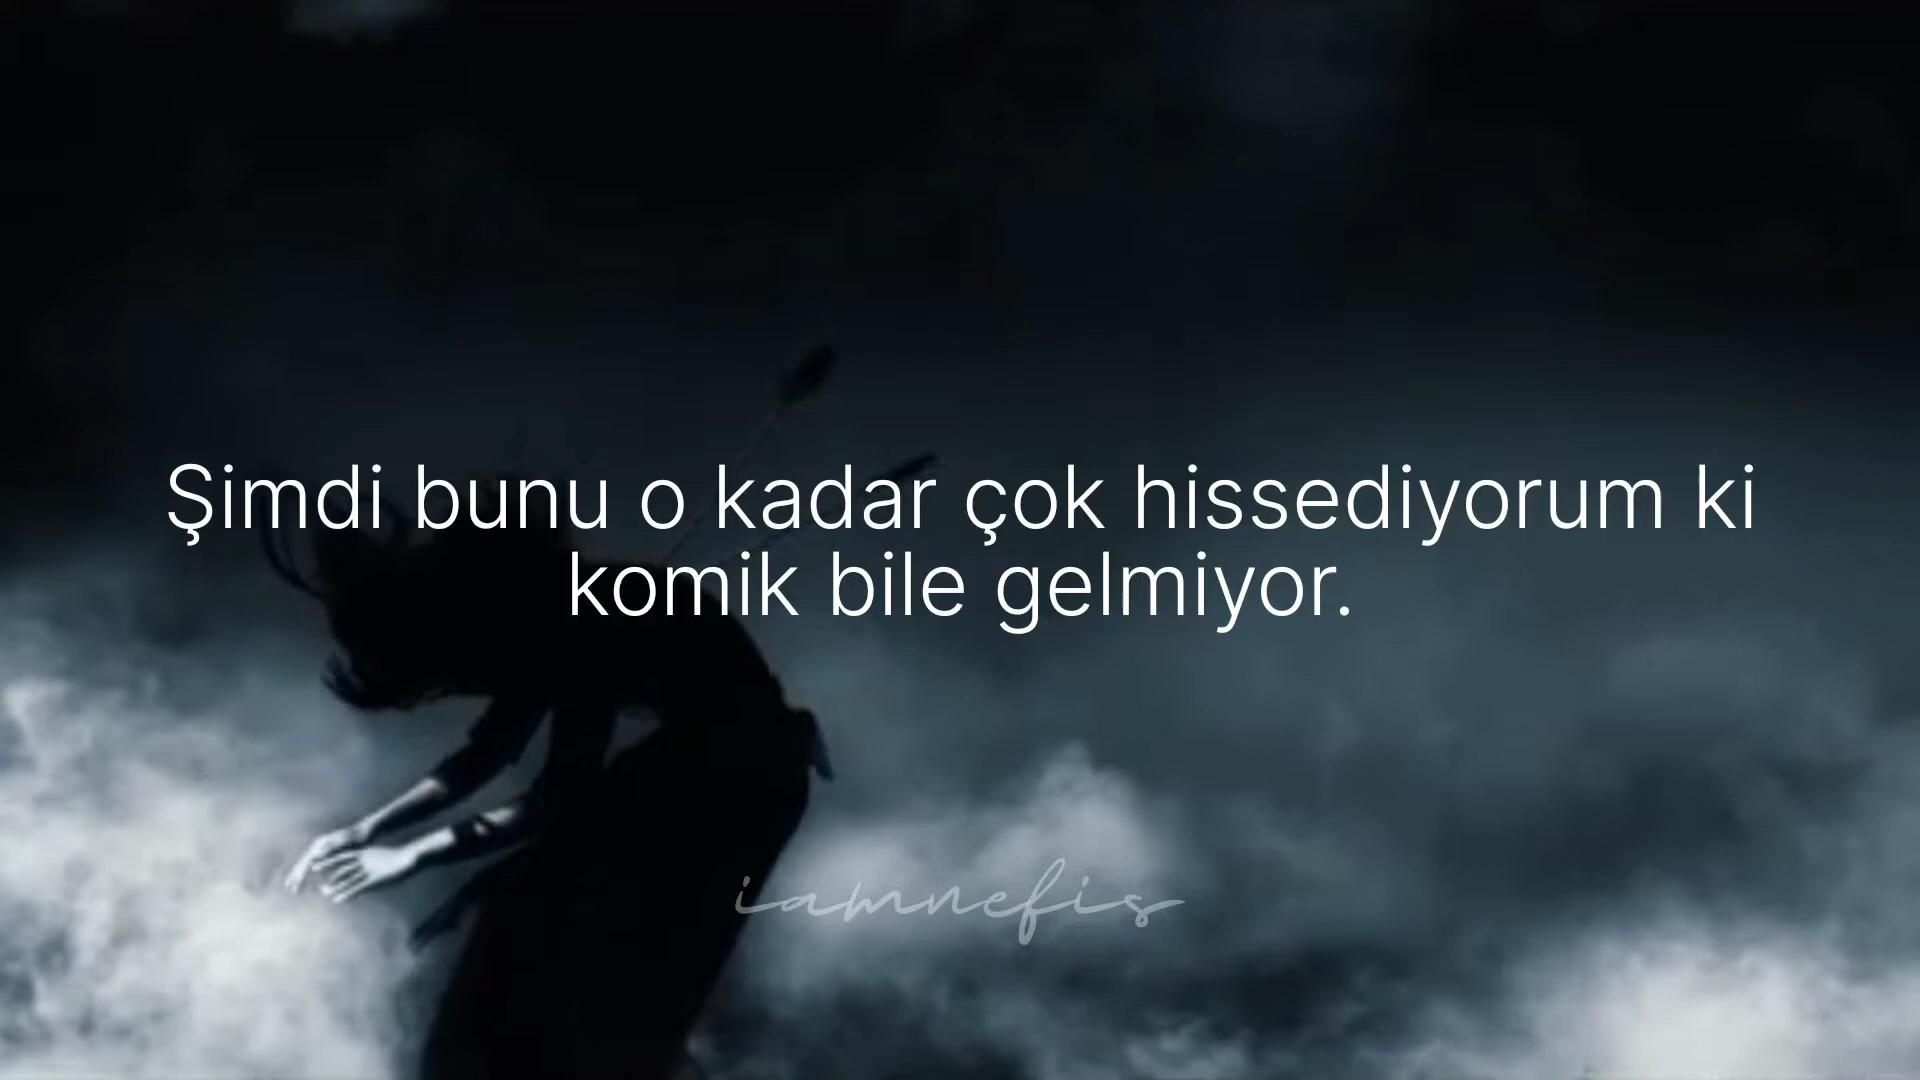 Şimdi bunu o kadar çok hissediyorum ki
komik bile gelmiyor.
iamnefis